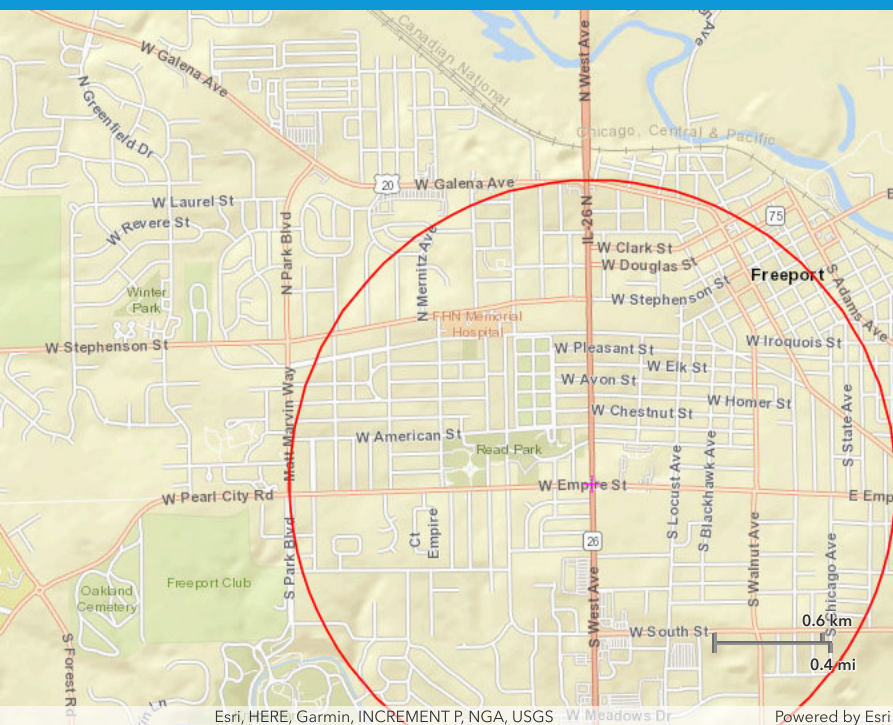 Canadian National
N West Ave
W Galena Ave
N Greenfield Dr
Chicago, Central & Pacific
20
W Galena Ave
W Laurel St
W Revere St
N Park Blvd
N Mernitz Ave
IL-26 N
75
W Clark St
W Douglas St
Freeport
S Adams Ave
W Stephenson St
Winter
Park
FHN Memorial
Hospital
W Stephenson St
W Pleasant St
W Iroquois St
W Elk St
W Avon St
W Chestnut St
W Homer St
Matt Marvin Way
W American St
Read Park
S State Ave
S Locust Ave
S Blackhawk Ave
W Pearl City Rd
W Empire St
E Emp
Ct
Empire
26
S Park Blvd
S Walnut Ave
S Chicago Ave
Freeport Club
Oakland
Cemetery
S West Ave
W South St
0.6 km
0.4 mi
S Forest Rd
in Ln
W Meadows Dr
Esri, HERE, Garmin, INCREMENT P, NGA, USGS
Powered by Esri